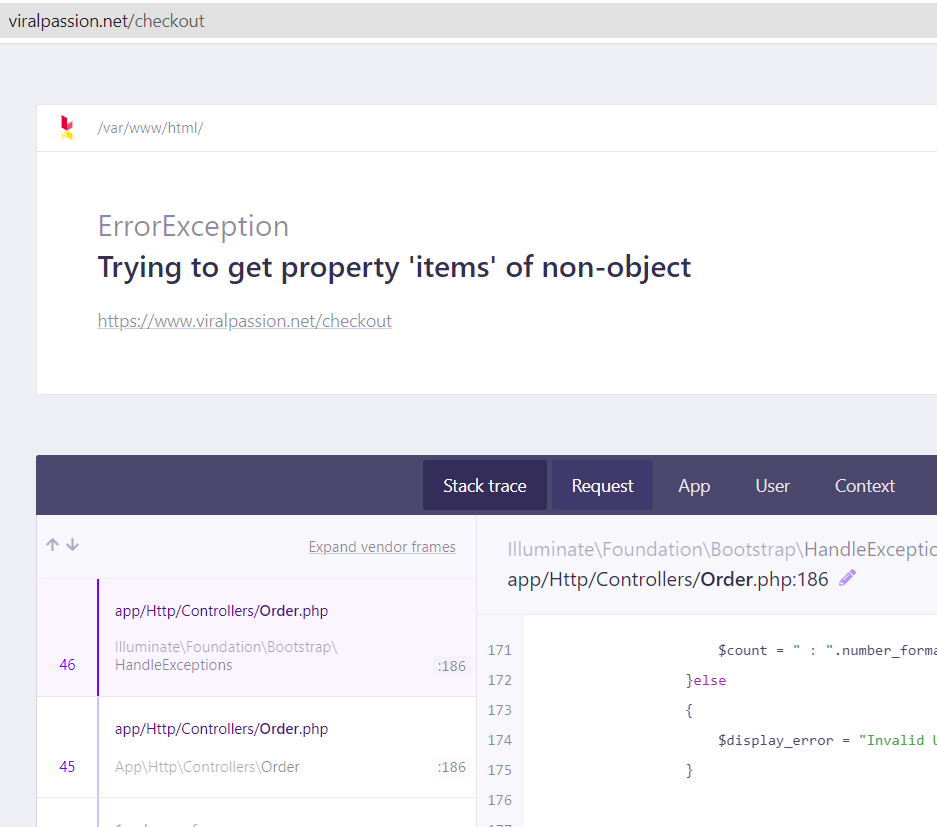 viralpassion.net/checkout
/var/www/html/
ErrorException
Trying to get property 'items' of non-object
https://www.viralpassion.net/checkout
Stack trace Request App User Context
Expand vendor frames
app/Http/Controllers/Order.php
Illuminate\Foundation\Bootstrap\
HandleExceptions
46 :186
app/Http/Controllers/Order.php
45 App\Http\Controllers\Order :186
Illuminate\Foundation\Bootstrap\HandleExceptio
app/Http/Controllers/Order.php:186
171 $count = " : ".number_forma
172 }else
173 {
174 $display_error = "Invalid U
175 }
176